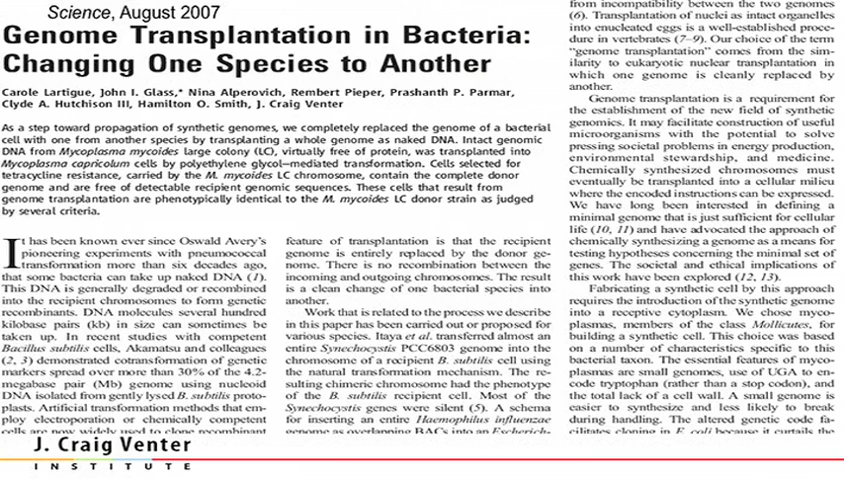 Science, August 2007
Genome Transplantation in Bacteria:
Changing One Species to Another
Carole Lartigue, John I. Glass,* Nina Alperovich, Rembert Pieper, Prashanth P. Parmar,
Clyde A. Hutchison III, Hamilton O. Smith, J. Craig Venter
As a step toward propagation of synthetic genomes, we completely replaced the genome of a bacterial
cell with one from another species by transplanting a whole genome as naked DNA. Intact genomic
DNA from Mycoplasma mycoides large colony (LC), virtually free of protein, was transplanted into
Mycoplasma capricolum cells by polyethylene glycol–mediated transformation. Cells selected for
tetracycline resistance, carried by the M. mycoides LC chromosome, contain the complete donor
genome and are free of detectable recipient genomic sequences. These cells that result from
genome transplantation are phenotypically identical to the M. mycoides LC donor strain as judged
by several criteria.
It has been known ever since Oswald Avery's
pioneering experiments with pneumococcal
transformation more than six decades ago,
that some bacteria can take up naked DNA (1).
This DNA is generally degraded or recombined
into the recipient chromosomes to form genetic
recombinants. DNA molecules several hundred
kilobase pairs (kb) in size can sometimes be
taken up. In recent studies with competent
Bacillus subtilis cells, Akamatsu and colleagues
(2, 3) demonstrated cotransformation of genetic
markers spread over more than 30% of the 4.2-
megabase pair (Mb) genome using nucleoid
DNA isolated from gently lysed B. subtilis proto-
plasts. Artificial transformation methods that em-
ploy electroporation or chemically competent
cells are now widely used to clone recombinant
feature of transplantation is that the recipient
genome is entirely replaced by the donor ge-
nome. There is no recombination between the
incoming and outgoing chromosomes. The result
is a clean change of one bacterial species into
another.
Work that is related to the process we describe
in this paper has been carried out or proposed for
various species. Itaya et al. transferred almost an
entire Synechocystis PCC6803 genome into the
chromosome of a recipient B. subtilis cell using
the natural transformation mechanism. The re-
sulting chimeric chromosome had the phenotype
of the B. subtilis recipient cell. Most of the
Synechocystis genes were silent (5). A schema
for inserting an entire Haemophilus influenzae
genome as overlapping BACs into an Escherich-
from incompatibility between the two genomes
(6). Transplantation of nuclei as intact organelles
into enucleated eggs is a well-established proce-
dure in vertebrates (7–9). Our choice of the term
"genome transplantation" comes from the sim-
ilarity to eukaryotic nuclear transplantation in
which one genome is cleanly replaced by
another.
Genome transplantation is a requirement for
the establishment of the new field of synthetic
genomics. It may facilitate construction of useful
microorganisms with the potential to solve
pressing societal problems in energy production,
environmental stewardship, and medicine.
Chemically synthesized chromosomes must
eventually be transplanted into a cellular milieu
where the encoded instructions can be expressed.
We have long been interested in defining a
minimal genome that is just sufficient for cellular
life (10, 11) and have advocated the approach of
chemically synthesizing a genome as a means for
testing hypotheses concerning the minimal set of
genes. The societal and ethical implications of
this work have been explored (12, 13).
Fabricating a synthetic cell by this approach
requires the introduction of the synthetic genome
into a receptive cytoplasm. We chose myco-
plasmas, members of the class Mollicutes, for
building a synthetic cell. This choice was based
on a number of characteristics specific to this
bacterial taxon. The essential features of myco-
plasmas are small genomes, use of UGA to en-
code tryptophan (rather than a stop codon), and
the total lack of a cell wall. A small genome is
easier to synthesize and less likely to break
during handling. The altered genetic code fa-
cilitates cloning in E. coli because it curtails the
J. Craig Venter
INSTITUTE